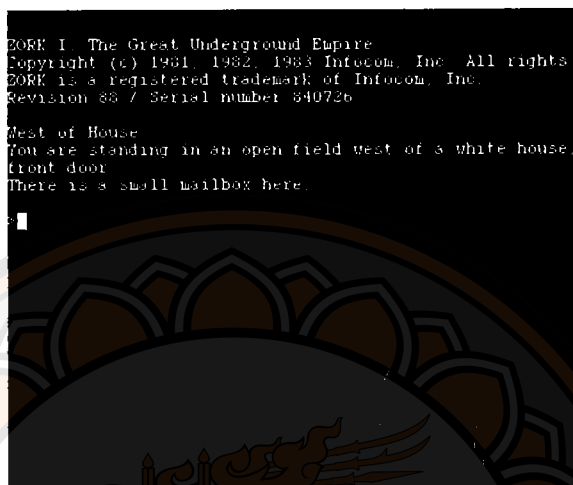 ZORK I: The Great Underground Empire
Copyright (c) 1981, 1982, 1983 Infocom, Inc. All rights
ZORK is a registered trademark of Infocom, Inc.
Revision 88 / Serial number 840726
West of House
You are standing in an open field west of a white house,
front door.
There is a small mailbox here.
>